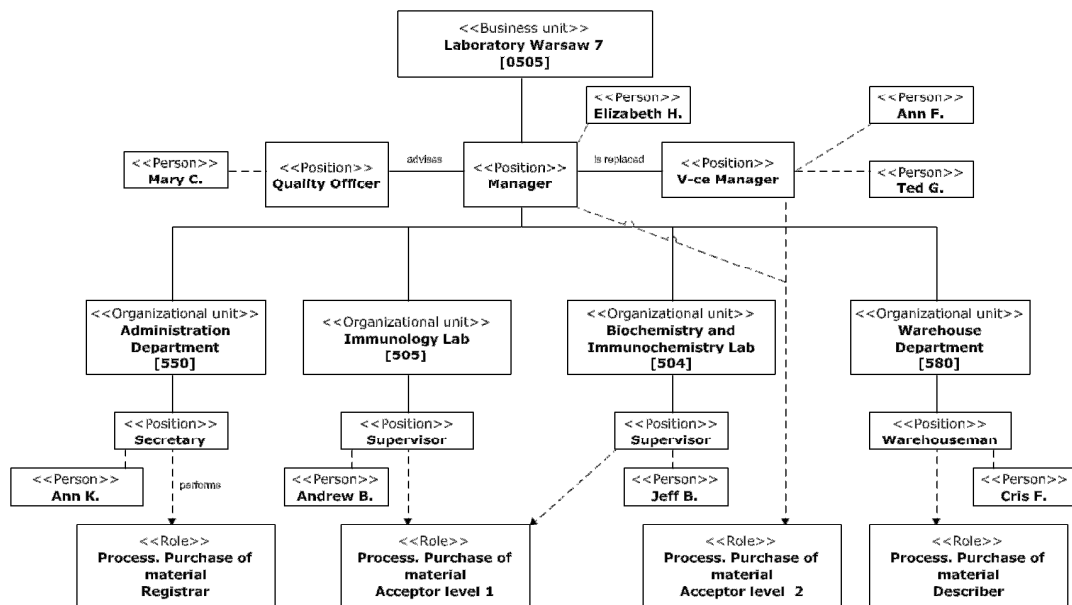 <<Business unit>>
Laboratory Warsaw 7
[0505]
<<Person>>
Elizabeth H.
<<Person>>
Ann F.
<<Person>>
Mary C.
<<Position>>
Quality Officer
advises
<<Position>>
Manager
is replaced
<<Position>>
V-ce Manager
<<Person>>
Ted G.
<<Organizational unit>>
Administration
Department
[550]
<<Organizational unit>>
Immunology Lab
[505]
<<Organizational unit>>
Biochemistry and
Immunochemistry Lab
[504]
<<Organizational unit>>
Warehouse
Department
[580]
<<Position>>
Secretary
<<Position>>
Supervisor
<<Position>>
Supervisor
<<Position>>
Warehouseman
<<Person>>
Ann K.
performs
<<Person>>
Andrew B.
<<Person>>
Jeff B.
<<Person>>
Cris F.
<<Role>>
Process. Purchase of
material
Registrar
<<Role>>
Process. Purchase of
material
Acceptor level 1
<<Role>>
Process. Purchase of
material
Acceptor level 2
<<Role>>
Process. Purchase of
material
Describer